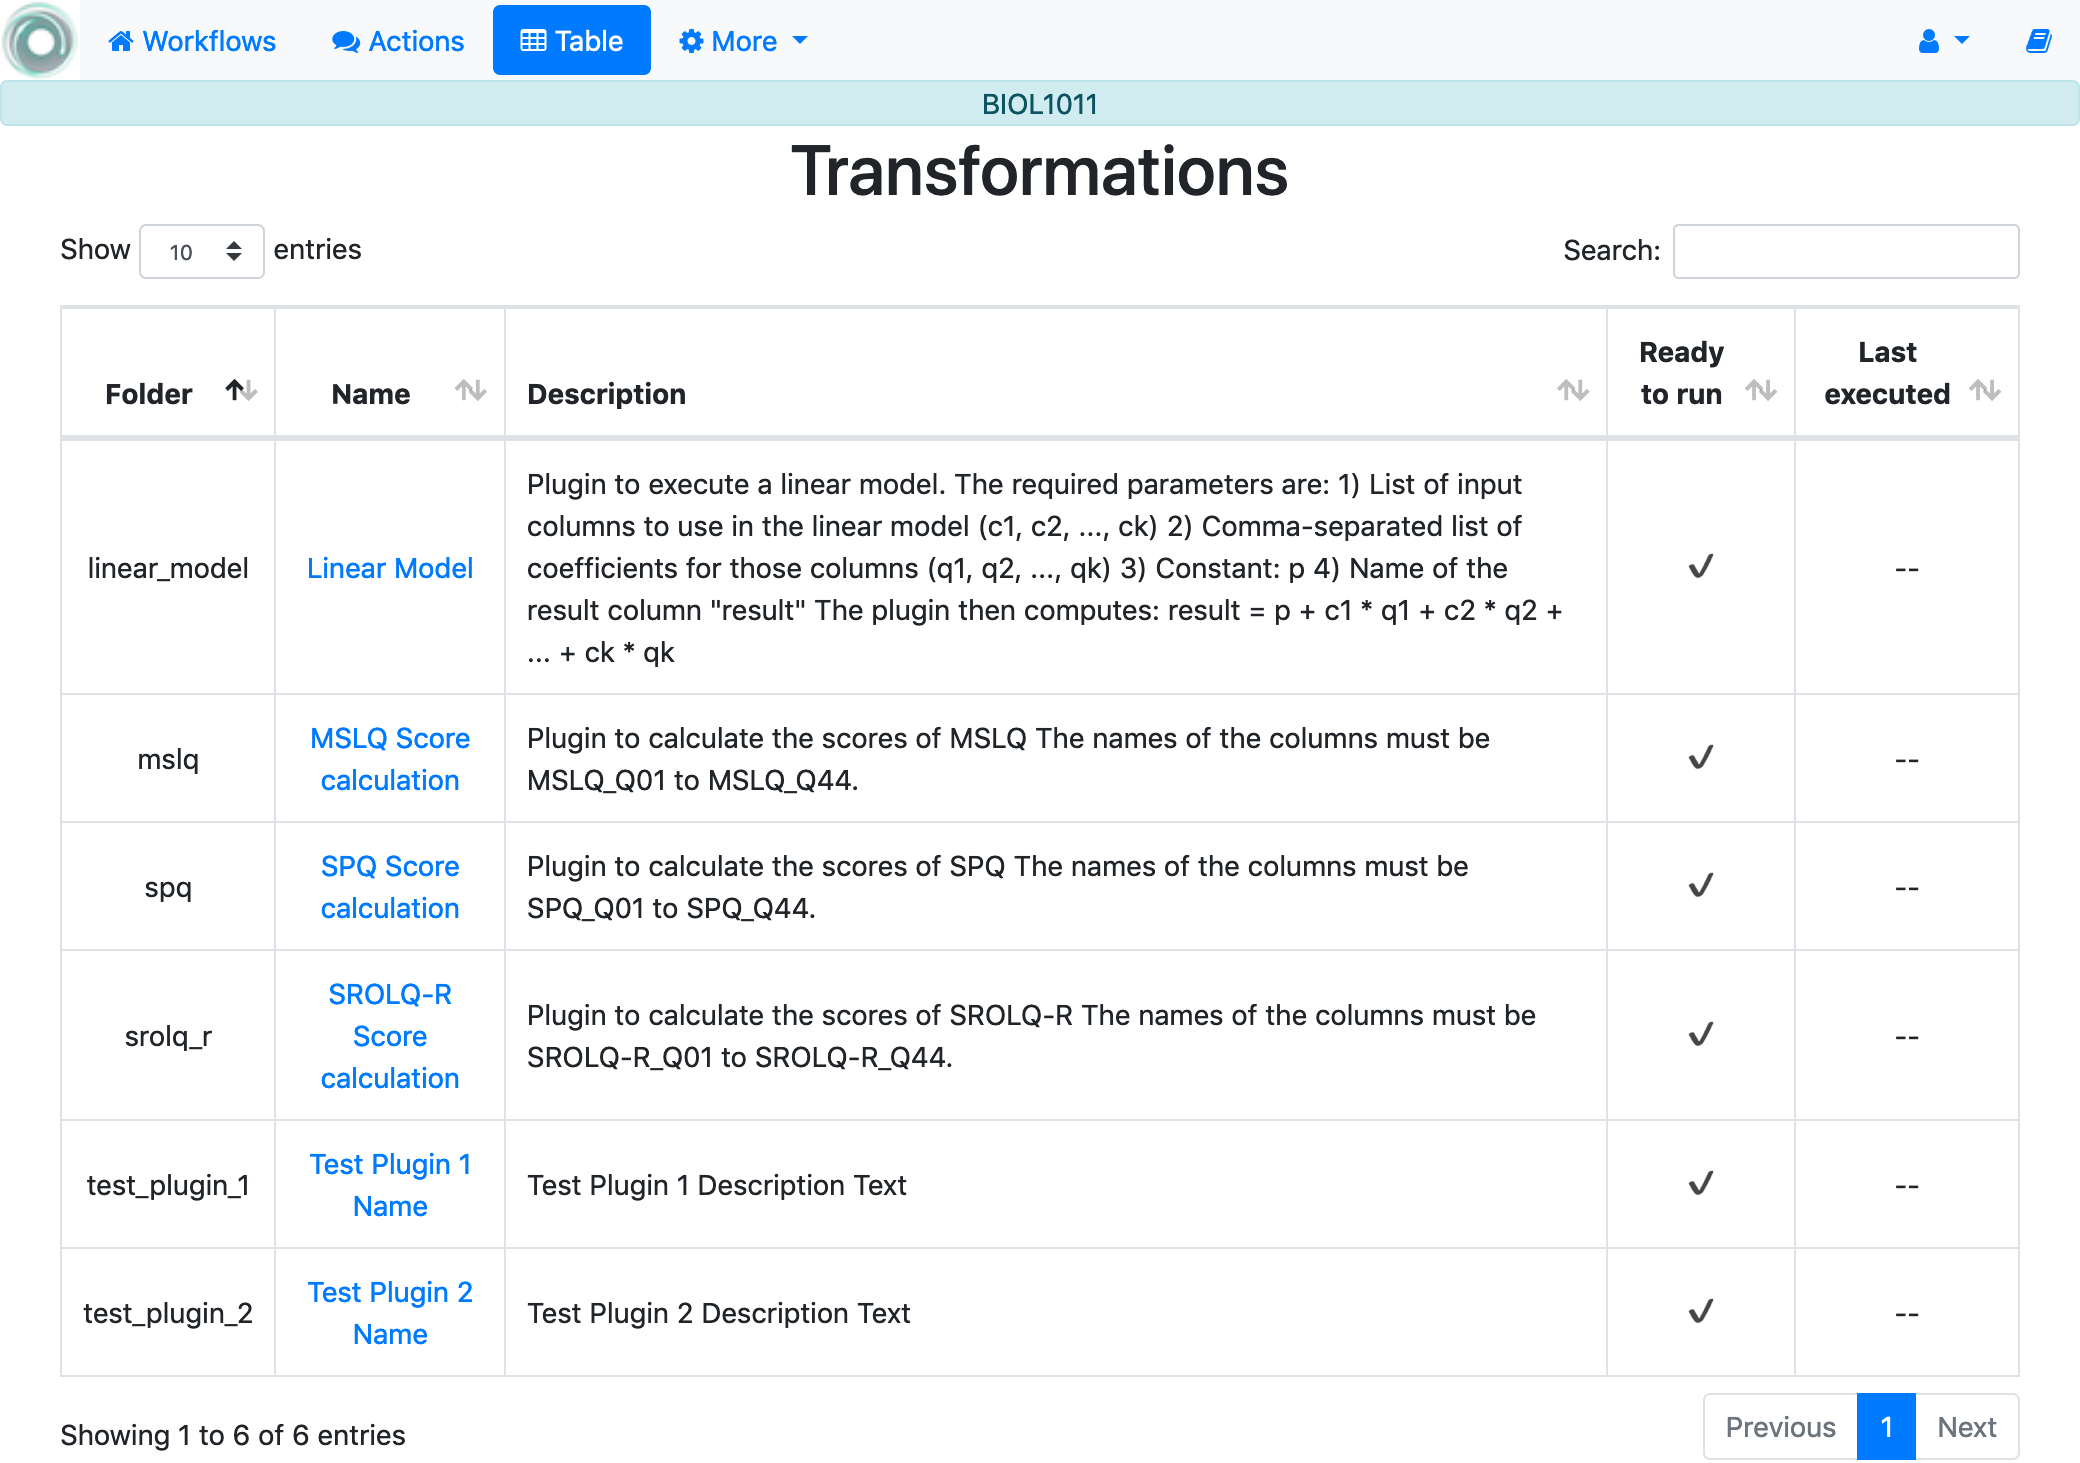 Workflows Actions Table More
BIOL1011
Transformations
Show 10 entries Search:
Folder Name Description Ready to run Last executed
linear_model
Linear Model
Plugin to execute a linear model. The required parameters are: 1) List of input
columns to use in the linear model (c1, c2, ..., ck) 2) Comma-separated list of
coefficients for those columns (q1, q2, ..., qk) 3) Constant: p 4) Name of the
result column "result" The plugin then computes: result = p + c1 * q1 + c2 * q2 +
... + ck * qk
--
mslq
MSLQ Score
calculation
Plugin to calculate the scores of MSLQ The names of the columns must be
MSLQ_Q01 to MSLQ_Q44.
--
spq
SPQ Score
calculation
Plugin to calculate the scores of SPQ The names of the columns must be
SPQ_Q01 to SPQ_Q44.
--
srolq_r
SROLQ-R
Score
calculation
Plugin to calculate the scores of SROLQ-R The names of the columns must be
SROLQ-R_Q01 to SROLQ-R_Q44.
--
test_plugin_1
Test Plugin 1
Name
Test Plugin 1 Description Text
--
test_plugin_2
Test Plugin 2
Name
Test Plugin 2 Description Text
--
Showing 1 to 6 of 6 entries
Previous 1 Next